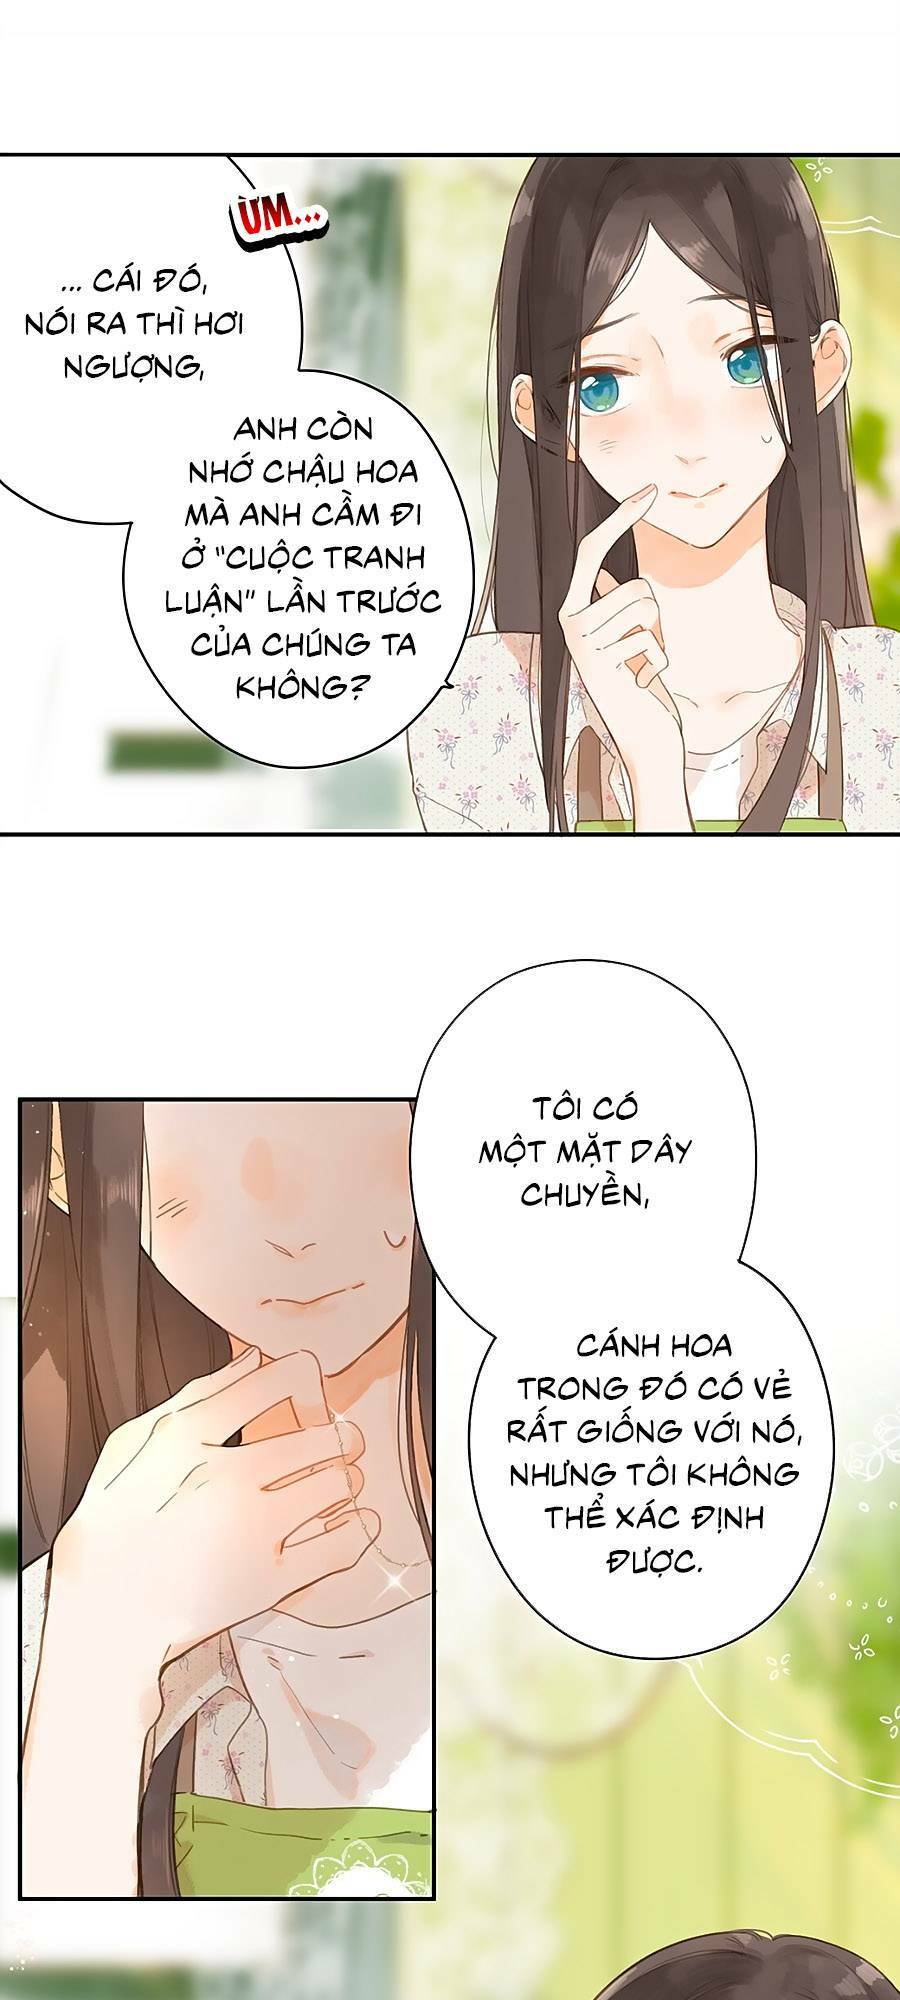 ỪM...
... CÁI ĐÓ,
NÓI RA THÌ HƠI
NGƯỢNG,
ANH CÒN
NHỚ CHẬU HOA
MÀ ANH CẦM ĐI
Ở "CUỘC TRANH
LUẬN" LẦN TRƯỚC
CỦA CHÚNG TA
KHÔNG?
TÔI CÓ
MỘT MẶT DÂY
CHUYỀN,
CÁNH HOA
TRONG ĐÓ CÓ VẺ
RẤT GIỐNG VỚI NÓ,
NHƯNG TÔI KHÔNG
THỂ XÁC ĐỊNH
ĐƯỢC.